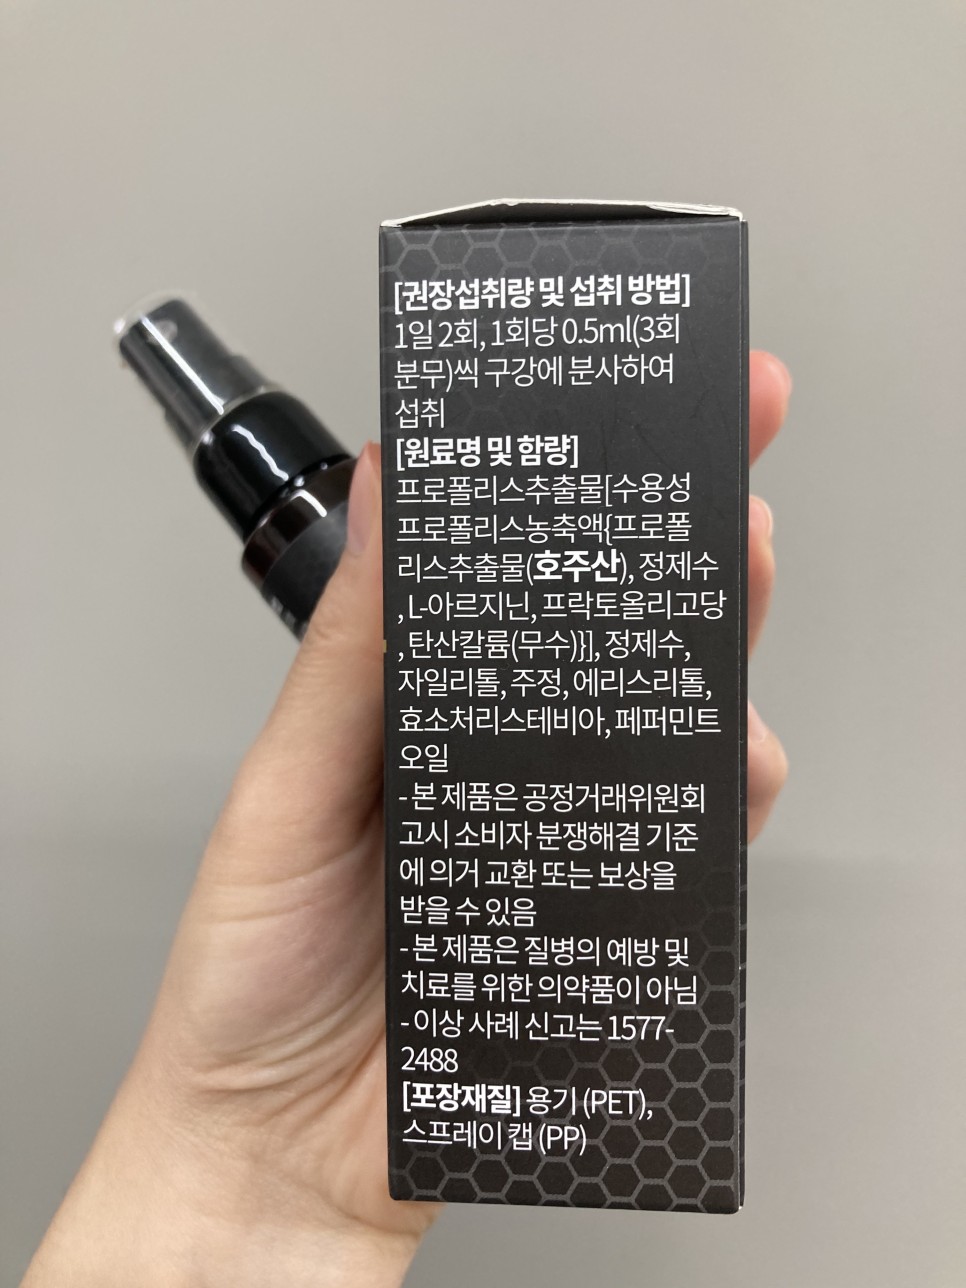 [권장섭취량 및 섭취 방법]
1일 2회, 1회당 0.5ml(3회
분무)씩 구강에 분사하여
섭취
[원료명 및 함량]
프로폴리스추출물[수용성
프로폴리스농축액{프로폴
리스추출물(호주산), 정제수
, L-아르지닌, 프락토올리고당
, 탄산칼륨(무수)}], 정제수,
자일리톨, 주정, 에리스리톨,
효소처리스테비아, 페퍼민트
오일
- 본 제품은 공정거래위원회
고시 소비자 분쟁해결 기준
에 의거 교환 또는 보상을
받을 수 있음
- 본 제품은 질병의 예방 및
치료를 위한 의약품이 아님
- 이상 사례 신고는 1577-
2488
[포장재질] 용기 (PET),
스프레이 캡 (PP)